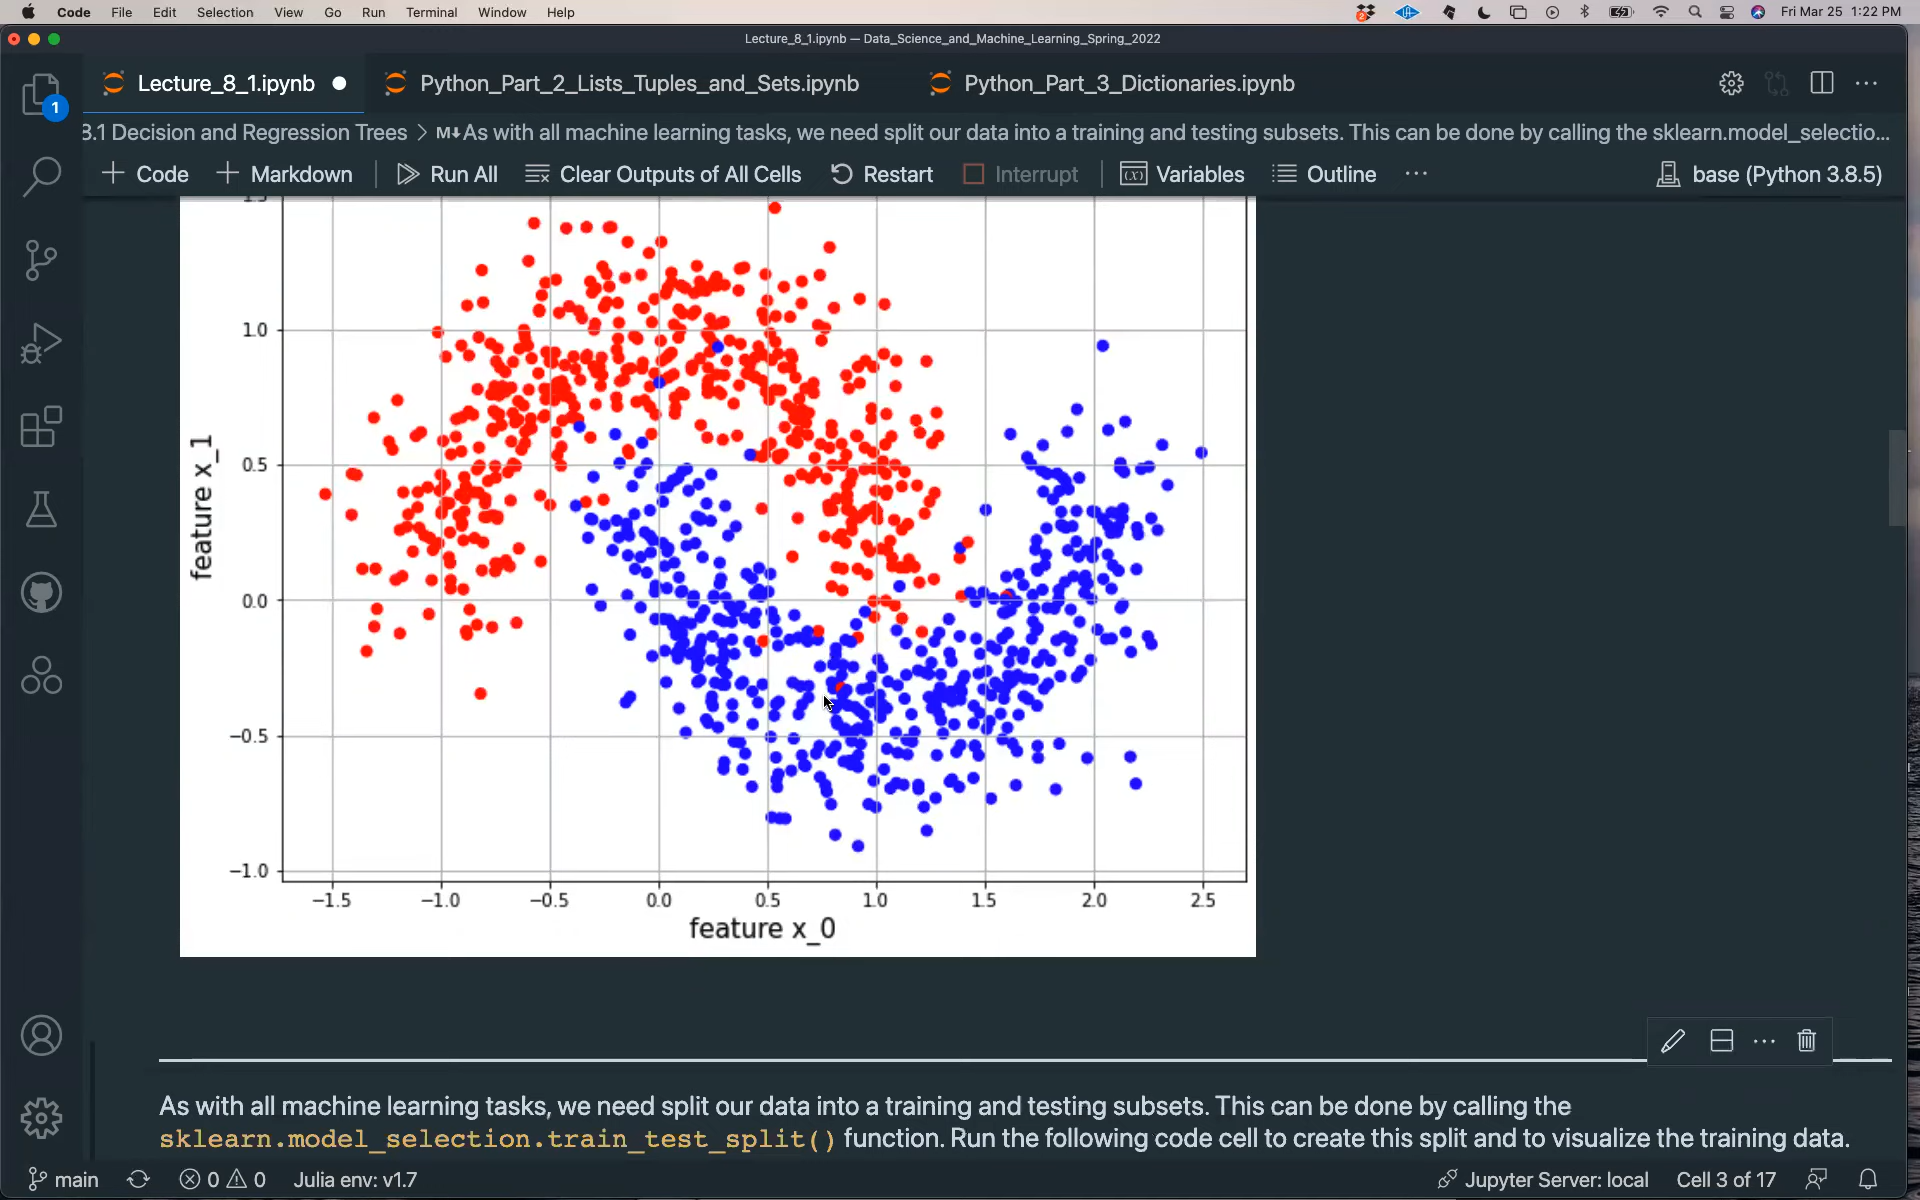 Code File Edit Selection View Go Run Terminal Window Help Fri Mar 25 1:22 PM
Lecture_8_1.ipynb — Data_Science_and_Machine_Learning_Spring_2022
Lecture_8_1.ipynb Python_Part_2_Lists_Tuples_and_Sets.ipynb Python_Part_3_Dictionaries.ipynb
1
8.1 Decision and Regression Trees > M↓As with all machine learning tasks, we need split our data into a training and testing subsets. This can be done by calling the sklearn.model_selectio...
+ Code + Markdown Run All Clear Outputs of All Cells Restart Interrupt (x) Variables Outline ... base (Python 3.8.5)
1.0
0.5
0.0
−0.5
−1.0
feature x_1
−1.5 −1.0 −0.5 0.0 0.5 1.0 1.5 2.0 2.5
feature x_0
As with all machine learning tasks, we need split our data into a training and testing subsets. This can be done by calling the
sklearn.model_selection.train_test_split() function. Run the following code cell to create this split and to visualize the training data.
main 0 0 Julia env: v1.7 Jupyter Server: local Cell 3 of 17